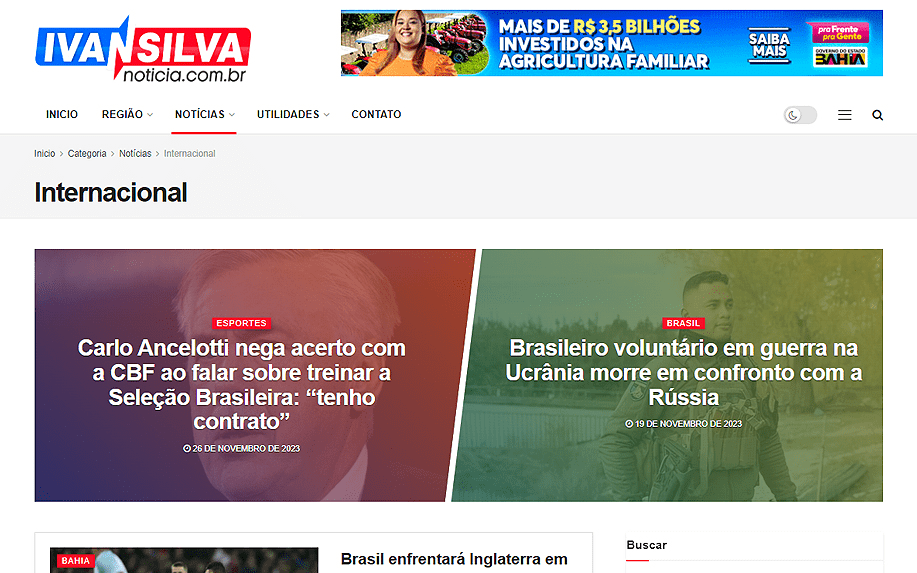 IVAN SILVA
noticia.com.br
MAIS DE R$ 3,5 BILHÕES
INVESTIDOS NA
AGRICULTURA FAMILIAR
SAIBA
MAIS
pra Frente
pra Gente
GOVERNO DO ESTADO
BAHIA
INICIO
REGIÃO
NOTÍCIAS
UTILIDADES
CONTATO
Inicio > Categoria > Notícias > Internacional
Internacional
ESPORTES
Carlo Ancelotti nega acerto com
a CBF ao falar sobre treinar a
Seleção Brasileira: “tenho
contrato”
26 DE NOVEMBRO DE 2023
BRASIL
Brasileiro voluntário em guerra na
Ucrânia morre em confronto com a
Rússia
19 DE NOVEMBRO DE 2023
BAHIA
Brasil enfrentará Inglaterra em
Buscar